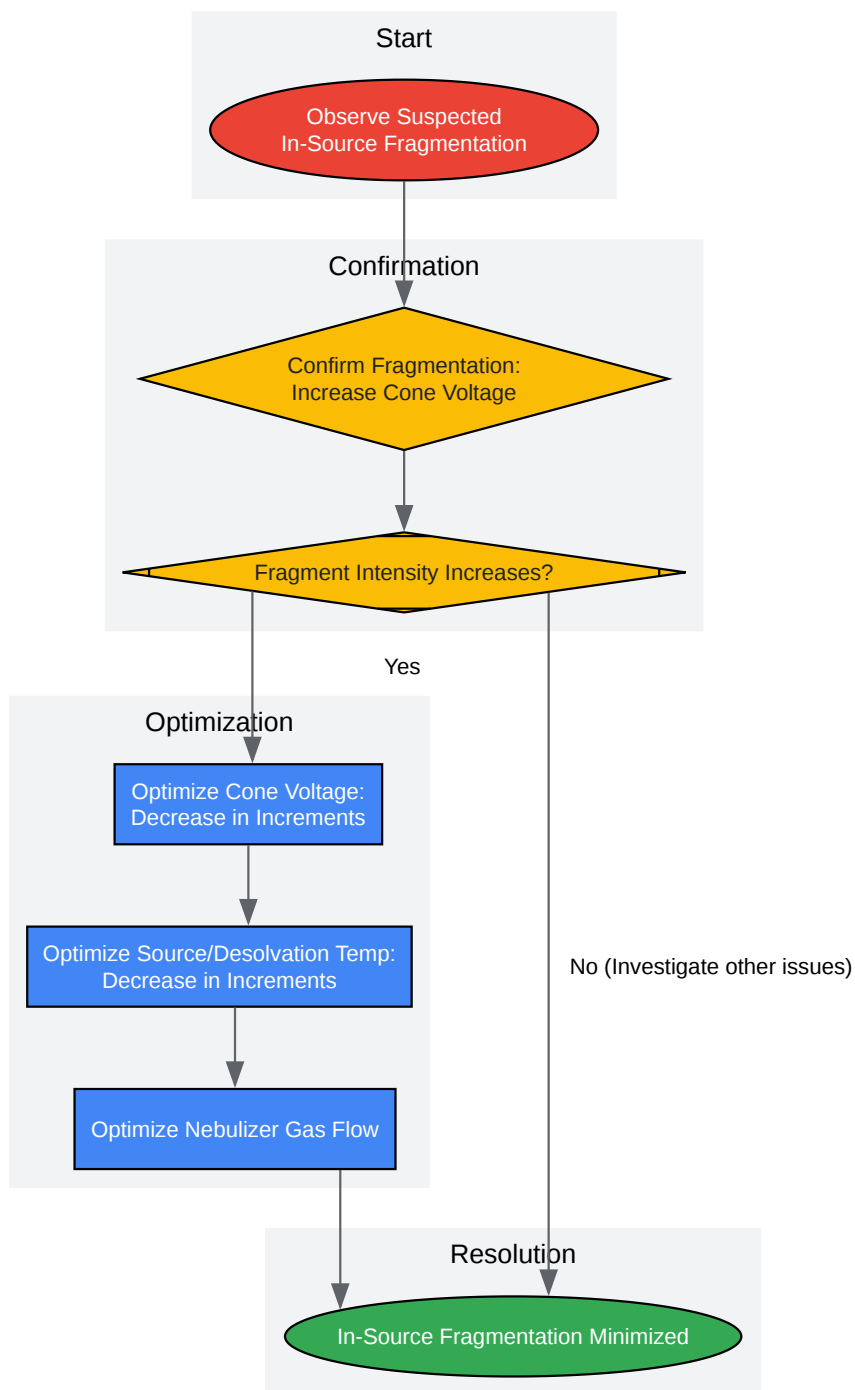 Start
Observe Suspected
In-Source Fragmentation
Confirmation
Confirm Fragmentation:
Increase Cone Voltage
Fragment Intensity Increases?
Yes
Optimization
Optimize Cone Voltage:
Decrease in Increments
Optimize Source/Desolvation Temp:
Decrease in Increments
No (Investigate other issues)
Optimize Nebulizer Gas Flow
Resolution
In-Source Fragmentation Minimized